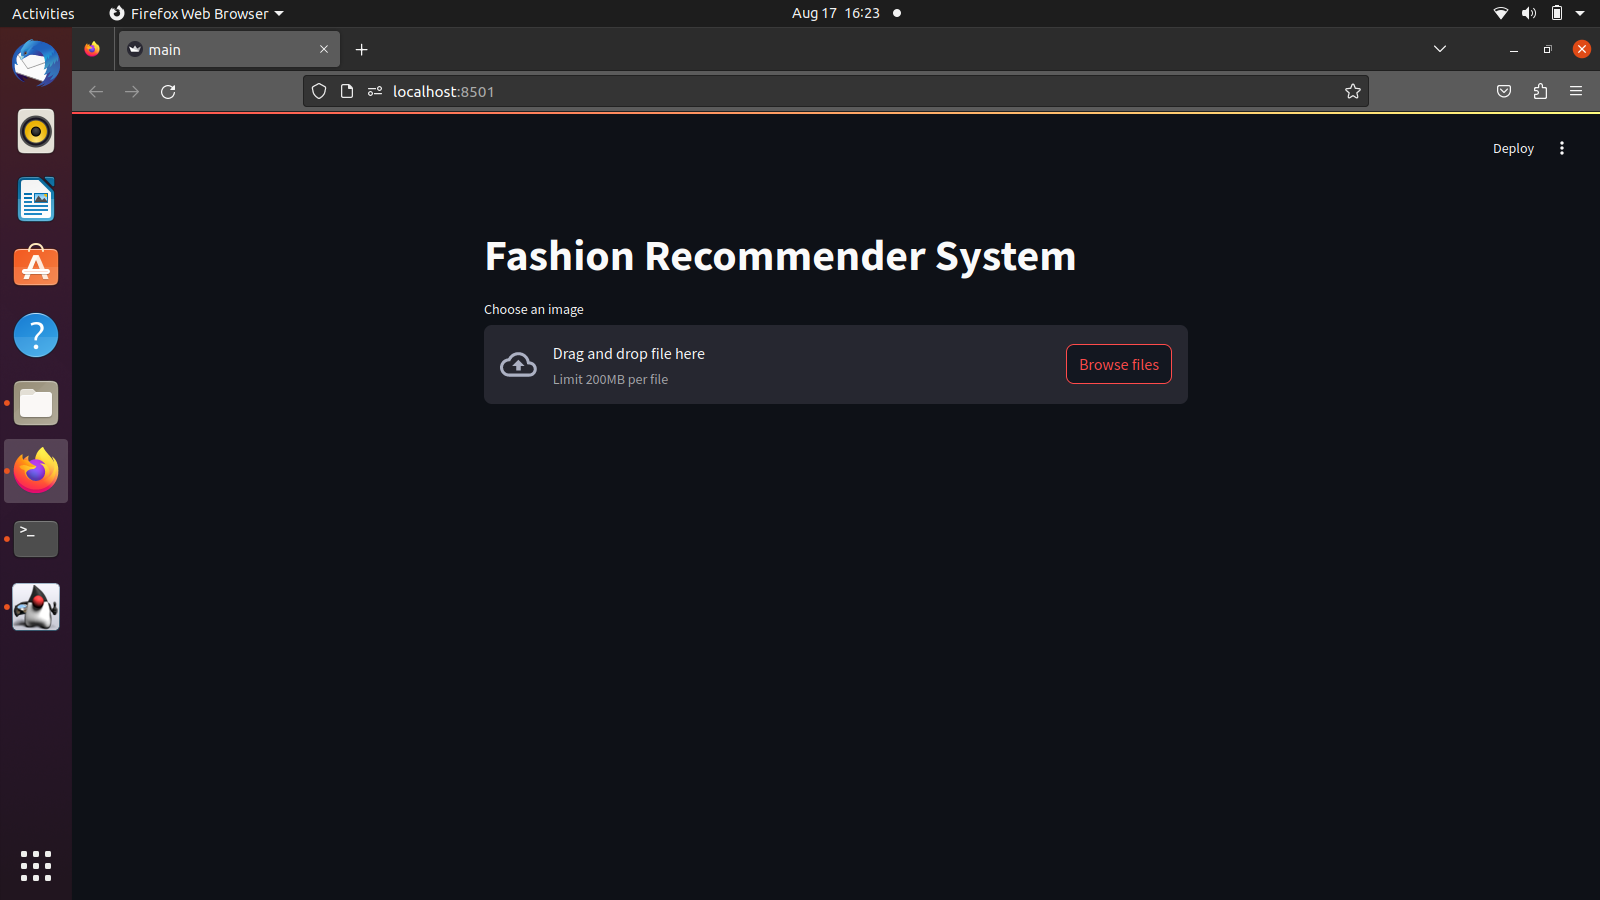 Activities
Firefox Web Browser
Aug 17 16:23
main
localhost:8501
Deploy
Fashion Recommender System
Choose an image
Drag and drop file here
Limit 200MB per file
Browse files